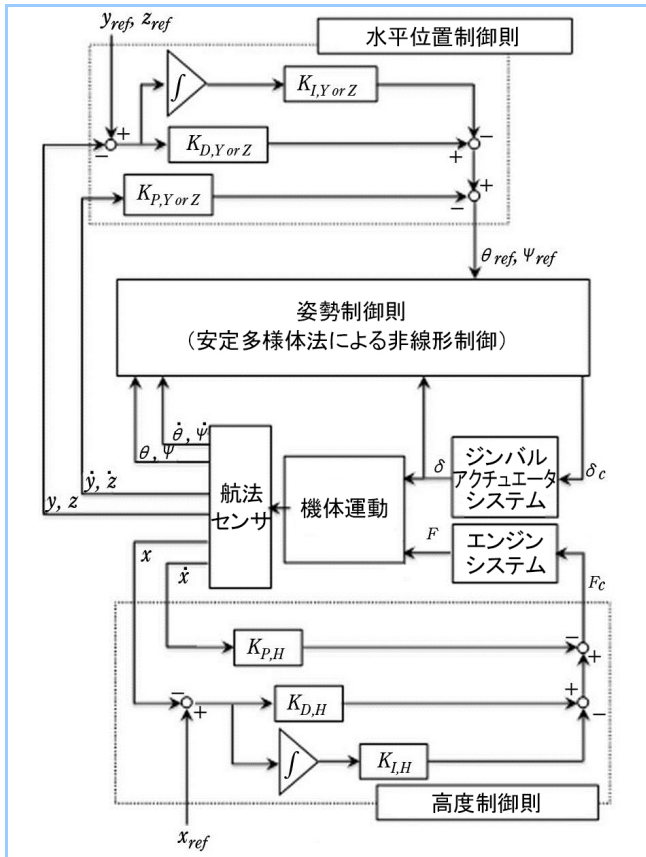 y_ref, z_ref
水平位置制御則
∫
K_I,Y or Z
+
−
−
K_D,Y or Z
+
+
K_P,Y or Z
−
θ_ref, Ψ_ref
姿勢制御則
(安定多様体法による非線形制御)
θ̇, Ψ̇
θ, Ψ
ẏ, ż
y, z
航法
センサ
機体運動
δ
ジンバル
アクチュエータ
システム
δ_c
F
エンジン
システム
F_c
x
ẋ
K_P,H
−
+
−
+
K_D,H
+
−
∫
K_I,H
高度制御則
x_ref